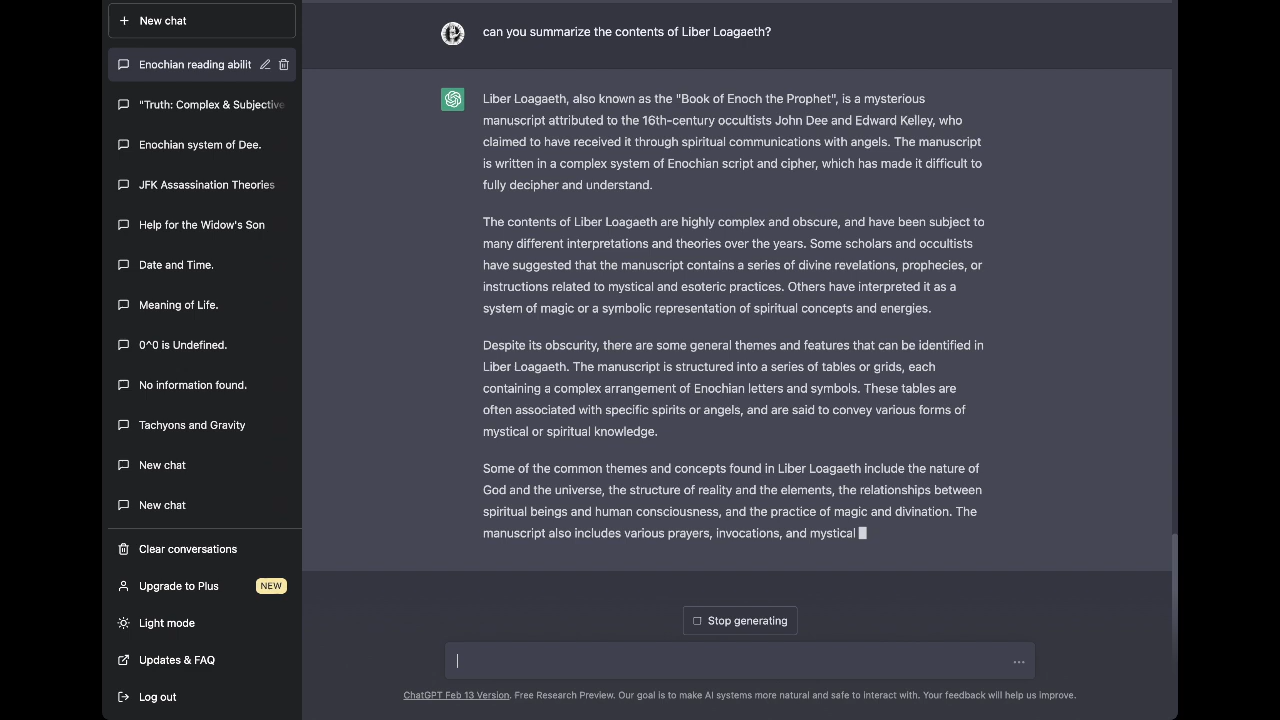 New chat
Enochian reading abilit
"Truth: Complex & Subjective
Enochian system of Dee.
JFK Assassination Theories
Help for the Widow's Son
Date and Time.
Meaning of Life.
0^0 is Undefined.
No information found.
Tachyons and Gravity
New chat
New chat
Clear conversations
Upgrade to Plus NEW
Light mode
Updates & FAQ
Log out
can you summarize the contents of Liber Loagaeth?
Liber Loagaeth, also known as the "Book of Enoch the Prophet", is a mysterious
manuscript attributed to the 16th-century occultists John Dee and Edward Kelley, who
claimed to have received it through spiritual communications with angels. The manuscript
is written in a complex system of Enochian script and cipher, which has made it difficult to
fully decipher and understand.
The contents of Liber Loagaeth are highly complex and obscure, and have been subject to
many different interpretations and theories over the years. Some scholars and occultists
have suggested that the manuscript contains a series of divine revelations, prophecies, or
instructions related to mystical and esoteric practices. Others have interpreted it as a
system of magic or a symbolic representation of spiritual concepts and energies.
Despite its obscurity, there are some general themes and features that can be identified in
Liber Loagaeth. The manuscript is structured into a series of tables or grids, each
containing a complex arrangement of Enochian letters and symbols. These tables are
often associated with specific spirits or angels, and are said to convey various forms of
mystical or spiritual knowledge.
Some of the common themes and concepts found in Liber Loagaeth include the nature of
God and the universe, the structure of reality and the elements, the relationships between
spiritual beings and human consciousness, and the practice of magic and divination. The
manuscript also includes various prayers, invocations, and mystical
Stop generating
ChatGPT Feb 13 Version. Free Research Preview. Our goal is to make AI systems more natural and safe to interact with. Your feedback will help us improve.